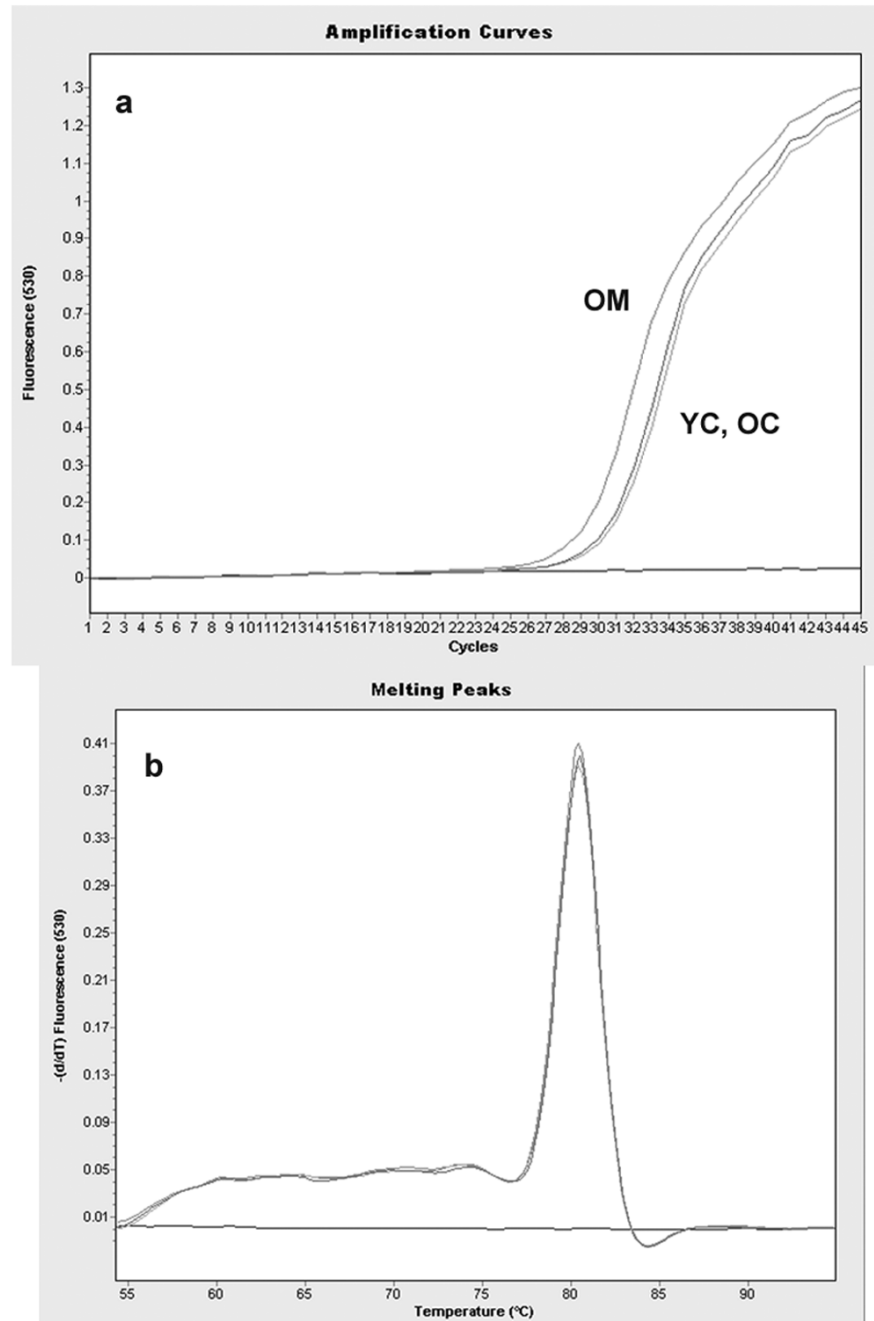 Amplification Curves
a
1.3
1.2
1.1
1
0.9
0.8
0.7
0.6
0.5
0.4
0.3
0.2
0.1
0
Fluorescence (530)
OM
YC, OC
1 2 3 4 5 6 7 8 9 10 11 12 13 14 15 16 17 18 19 20 21 22 23 24 25 26 27 28 29 30 31 32 33 34 35 36 37 38 39 40 41 42 43 44 45
Cycles
Melting Peaks
b
0.41
0.37
0.33
0.29
0.25
0.21
0.17
0.13
0.09
0.05
0.01
-(d/dT) Fluorescence (530)
55 60 65 70 75 80 85 90
Temperature (°C)